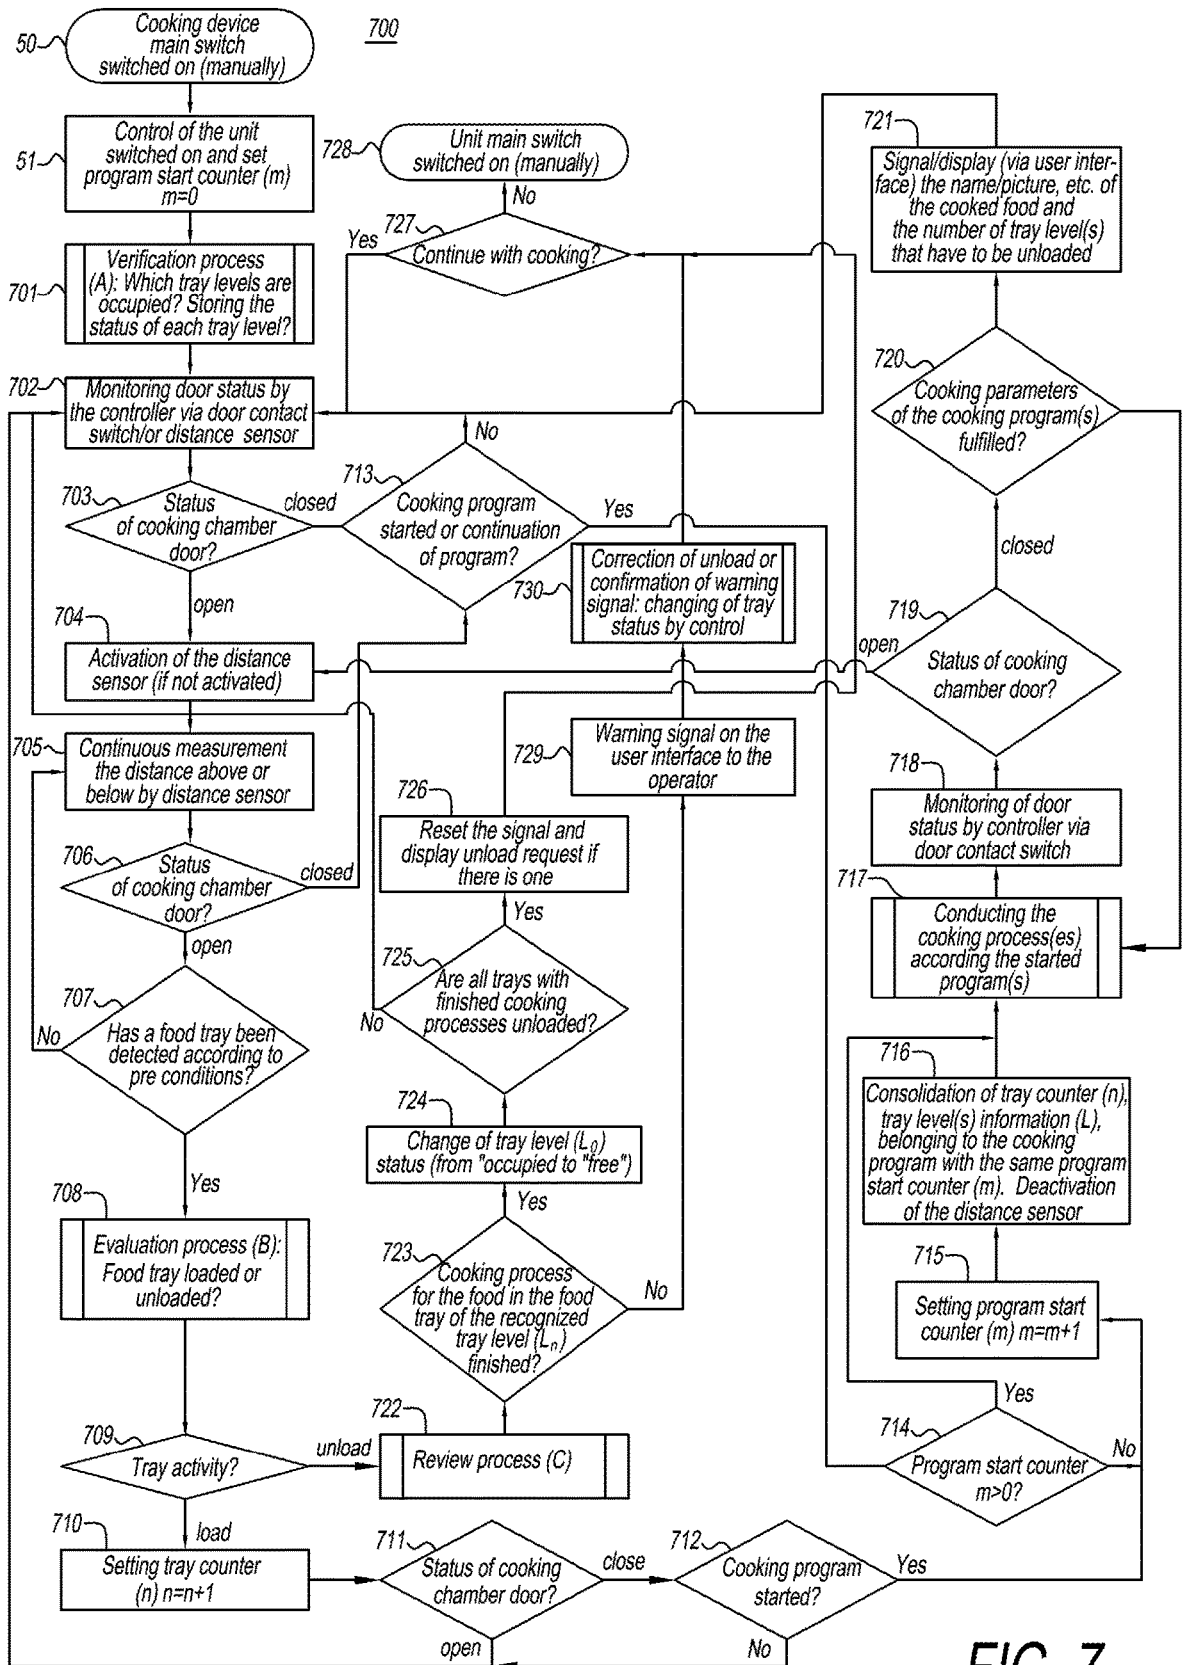 50
Cooking device
main switch
switched on (manually)
700
51
Control of the unit
switched on and set
program start counter (m)
m=0
701
Verification process
(A): Which tray levels are
occupied? Storing the
status of each tray level?
702
Monitoring door status by
the controller via door contact
switch/or distance sensor
703
Status
of cooking chamber
door?
closed
open
704
Activation of the distance
sensor (if not activated)
705
Continuous measurement
the distance above or
below by distance sensor
706
Status
of cooking chamber
door?
closed
open
707
Has a food tray been
detected according to
pre conditions?
No
Yes
708
Evaluation process (B):
Food tray loaded or
unloaded?
709
Tray activity?
unload
load
710
Setting tray counter
(n) n=n+1
711
Status of cooking
chamber door?
close
open
712
Cooking program
started?
Yes
No
713
Cooking program
started or continuation
of program?
No
Yes
714
Program start counter
m>0?
Yes
No
715
Setting program start
counter (m) m=m+1
716
Consolidation of tray counter (n),
tray level(s) information (L),
belonging to the cooking
program with the same program
start counter (m). Deactivation
of the distance sensor
717
Conducting the
cooking process(es)
according the started
program(s)
718
Monitoring of door
status by controller via
door contact switch
719
Status of cooking
chamber door?
open
closed
720
Cooking parameters
of the cooking program(s)
fulfilled?
721
Signal/display (via user inter-
face) the name/picture, etc. of
the cooked food and
the number of tray level(s)
that have to be unloaded
722
Review process (C)
723
Cooking process
for the food in the food
tray of the recognized
tray level (Ln)
finished?
Yes
No
724
Change of tray level (L0)
status (from "occupied to "free")
725
Are all trays with
finished cooking
processes unloaded?
No
Yes
726
Reset the signal and
display unload request if
there is one
727
Continue with cooking?
Yes
No
728
Unit main switch
switched on (manually)
729
Warning signal on the
user interface to the
operator
730
Correction of unload or
confirmation of warning
signal: changing of tray
status by control
FIG. 7